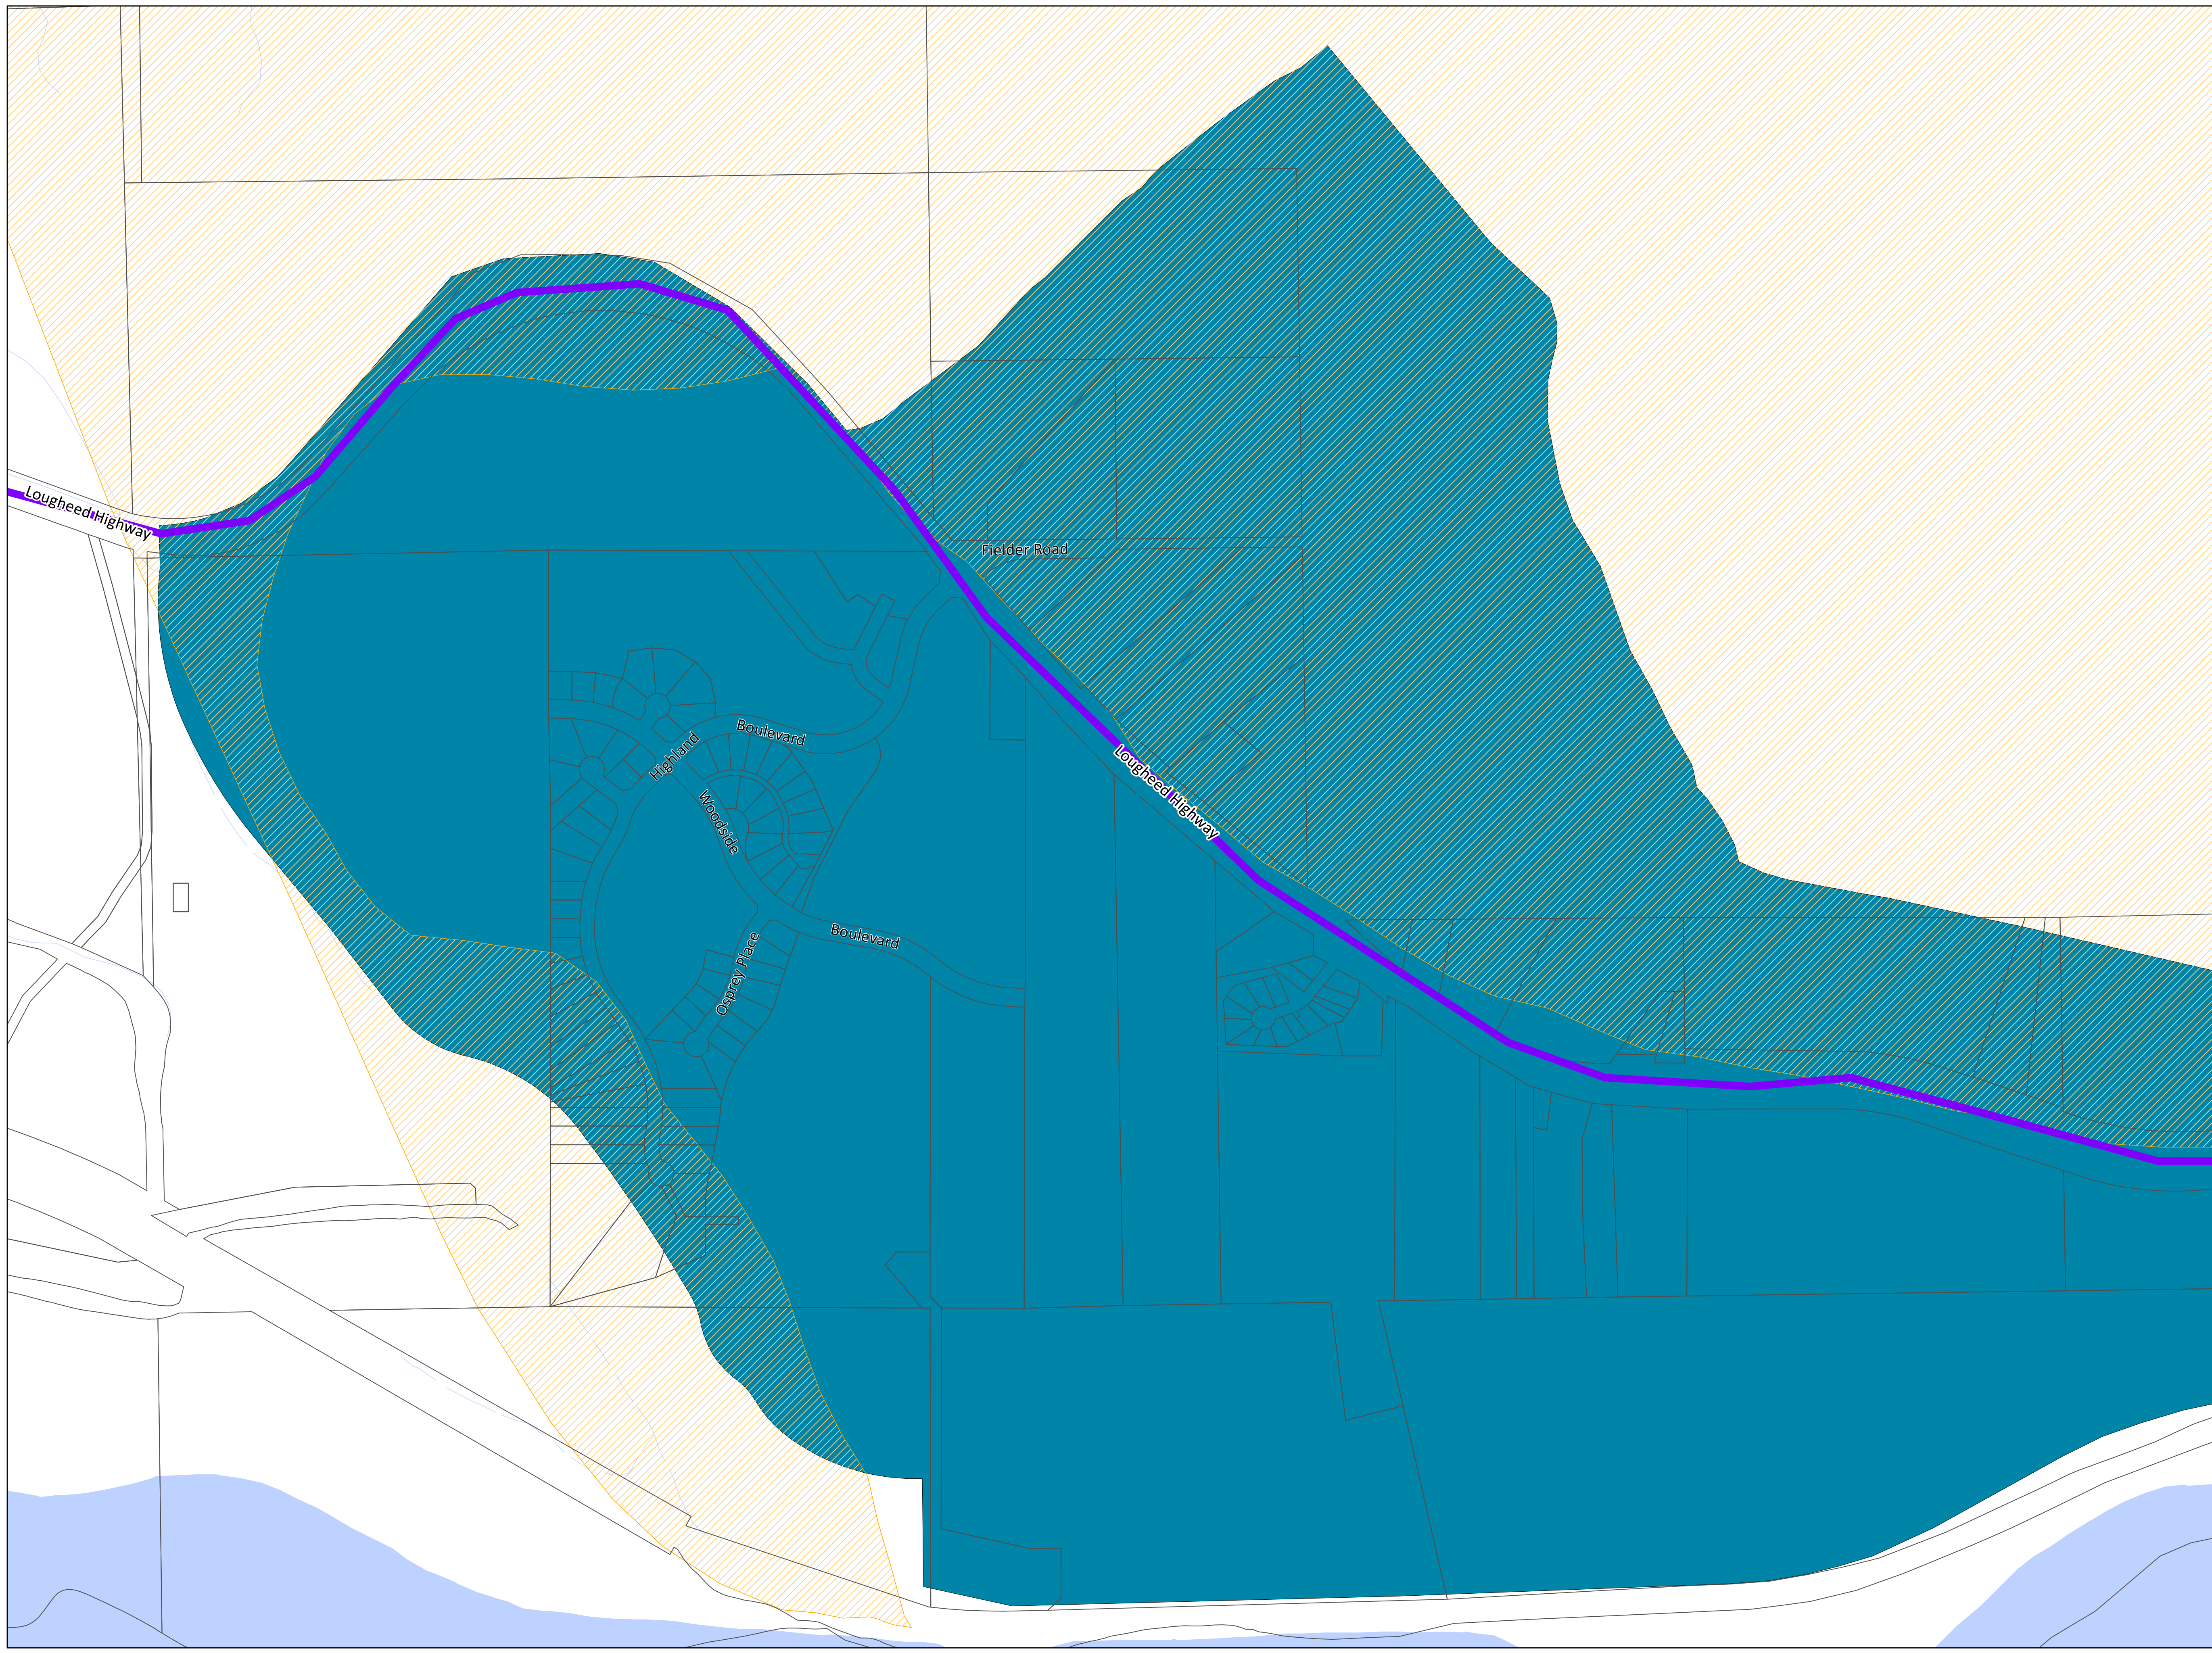 Lougheed Highway
Fielder Road
Boulevard
Highland
Lougheed Highway
Woodside
Boulevard
Osprey Place